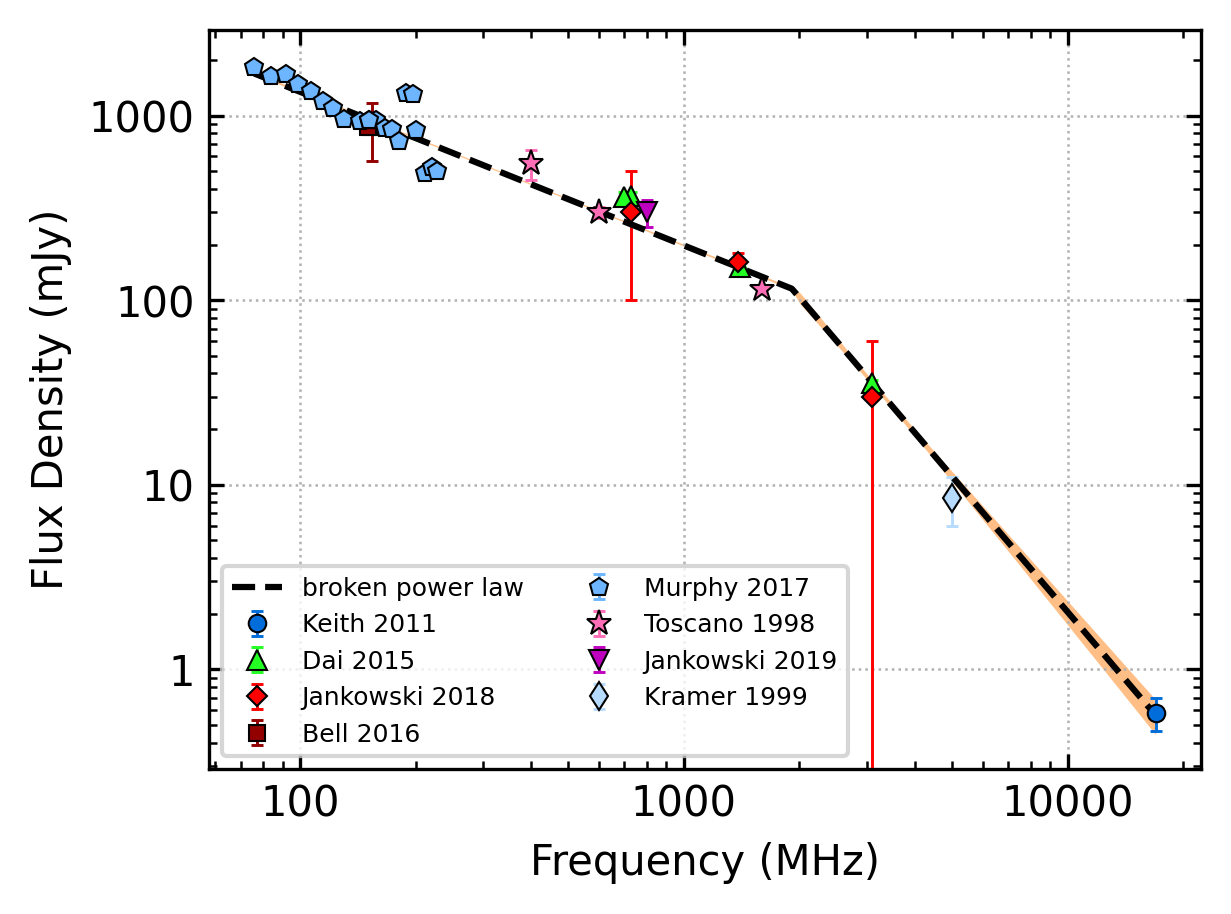 1000
100
10
1
Flux Density (mJy)
broken power law
Keith 2011
Dai 2015
Jankowski 2018
Bell 2016
Murphy 2017
Toscano 1998
Jankowski 2019
Kramer 1999
100
1000
10000
Frequency (MHz)